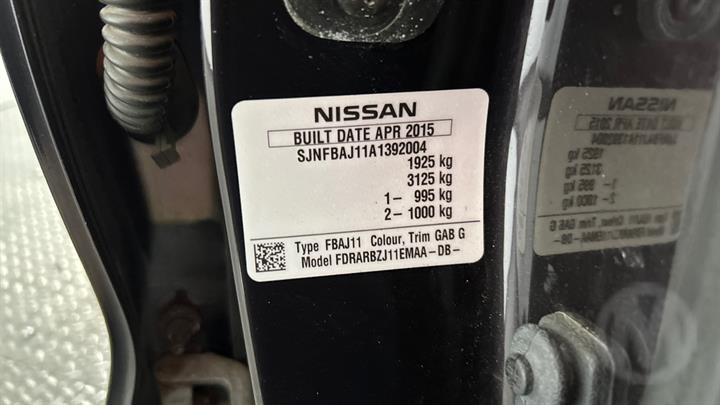 NISSAN
BUILT DATE APR 2015
SJNFBAJ11A1392004
1925 kg
3125 kg
1– 995 kg
2– 1000 kg
Type FBAJ11 Colour, Trim GAB G
Model FDRARBZJ11EMAA–DB–